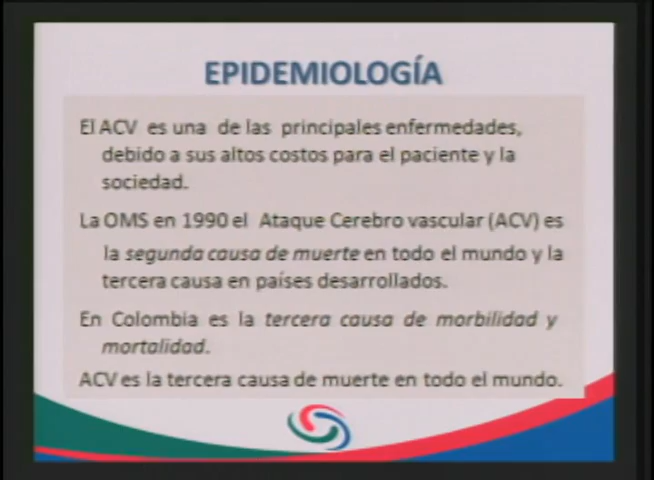 EPIDEMIOLOGÍA
El ACV es una de las principales enfermedades,
debido a sus altos costos para el paciente y la
sociedad.
La OMS en 1990 el Ataque Cerebro vascular (ACV) es
la segunda causa de muerte en todo el mundo y la
tercera causa en países desarrollados.
En Colombia es la tercera causa de morbilidad y
mortalidad.
ACV es la tercera causa de muerte en todo el mundo.